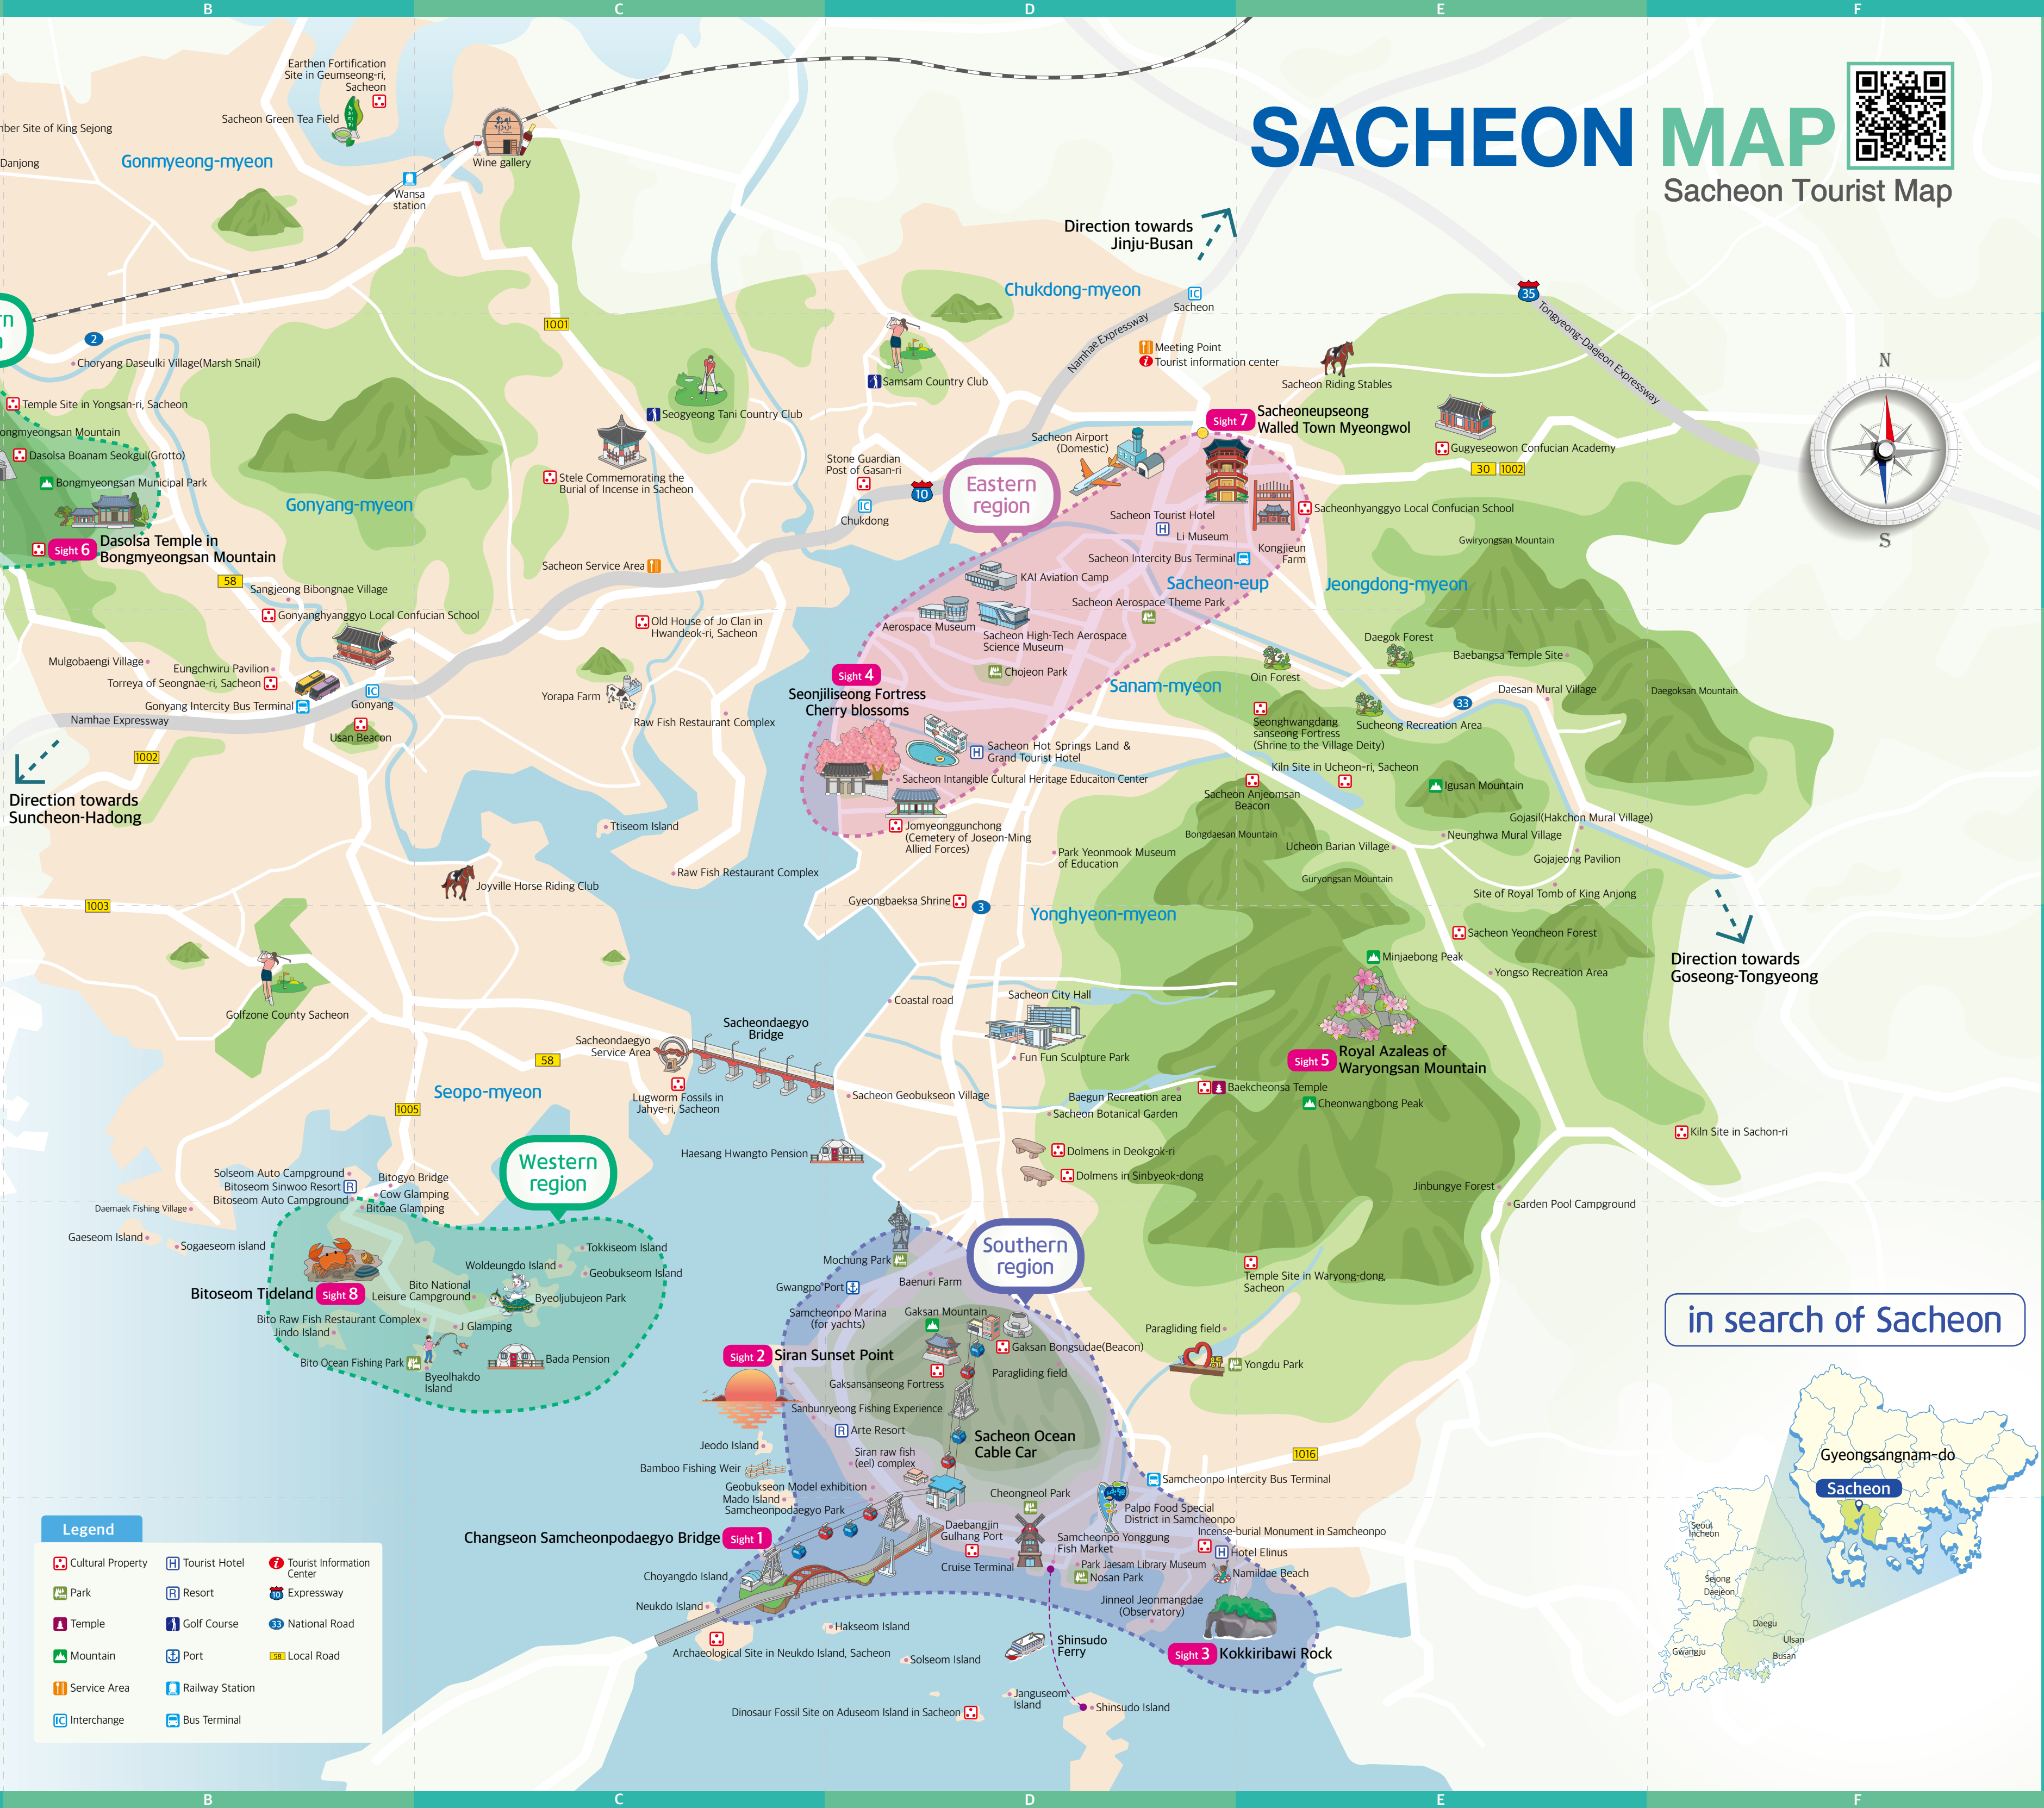 B
C
D
E
F
SACHEON MAP
Sacheon Tourist Map
Earthen Fortification
Site in Geumseong-ri,
Sacheon
Sacheon Green Tea Field
ber Site of King Sejong
Danjong
Gonmyeong-myeon
Wine gallery
Wansa
station
Direction towards
Jinju-Busan
Chukdong-myeon
IC
Sacheon
35
Tongyeong-Daejeon Expressway
Namhae Expressway
1001
rn
2
Choryang Daseulki Village(Marsh Snail)
Meeting Point
Tourist information center
Sacheon Riding Stables
N
S
Samsam Country Club
Seogyeong Tani Country Club
Temple Site in Yongsan-ri, Sacheon
ongmyeongsan Mountain
Dasolsa Boanam Seokgul(Grotto)
Bongmyeongsan Municipal Park
Sight 6
Dasolsa Temple in
Bongmyeongsan Mountain
Gonyang-myeon
Stele Commemorating the
Burial of Incense in Sacheon
Stone Guardian
Post of Gasan-ri
IC
Chukdong
10
Sacheon Airport
(Domestic)
Sight 7
Sacheoneupseong
Walled Town Myeongwol
Gugyeseowon Confucian Academy
30
1002
Eastern
region
Sacheonhyanggyo Local Confucian School
Sacheon Tourist Hotel
Li Museum
Sacheon Intercity Bus Terminal
Kongjieun
Farm
Gwiryongsan Mountain
Sacheon Service Area
KAI Aviation Camp
Sacheon-eup
Jeongdong-myeon
58
Sangjeong Bibongnae Village
Gonyanghyanggyo Local Confucian School
Sacheon Aerospace Theme Park
Aerospace Museum
Sacheon High-Tech Aerospace
Science Museum
Old House of Jo Clan in
Hwandeok-ri, Sacheon
Daegok Forest
Baebangsa Temple Site
Mulgobaengi Village
Eungchwiru Pavilion
Torreya of Seongnae-ri, Sacheon
Gonyang Intercity Bus Terminal
IC
Gonyang
Namhae Expressway
Usan Beacon
Yorapa Farm
Raw Fish Restaurant Complex
Chojeon Park
Sight 4
Seonjiliseong Fortress
Cherry blossoms
Sanam-myeon
Oin Forest
Daesan Mural Village
Daegoksan Mountain
33
Seonghwangdang
sanseong Fortress
(Shrine to the Village Deity)
Sucheong Recreation Area
1002
Direction towards
Suncheon-Hadong
Sacheon Hot Springs Land &
Grand Tourist Hotel
Sacheon Intangible Cultural Heritage Educaiton Center
Kiln Site in Ucheon-ri, Sacheon
Sacheon Anjeomsan
Beacon
Igusan Mountain
Ttiseom Island
Jomyeonggunchong
(Cemetery of Joseon-Ming
Allied Forces)
Bongdaesan Mountain
Gojasil(Hakchon Mural Village)
Neunghwa Mural Village
Ucheon Barian Village
Gojajeong Pavilion
Park Yeonmook Museum
of Education
Raw Fish Restaurant Complex
Joyville Horse Riding Club
Guryongsan Mountain
Site of Royal Tomb of King Anjong
1003
Gyeongbaeksa Shrine
3
Yonghyeon-myeon
Sacheon Yeoncheon Forest
Direction towards
Goseong-Tongyeong
Minjaebong Peak
Yongso Recreation Area
Golfzone County Sacheon
Coastal road
Sacheon City Hall
Sacheondaegyo
Bridge
Sacheondaegyo
Service Area
58
Fun Fun Sculpture Park
Sight 5
Royal Azaleas of
Waryongsan Mountain
Seopo-myeon
1005
Lugworm Fossils in
Jahye-ri, Sacheon
Sacheon Geobukseon Village
Baegun Recreation area
Baekcheonsa Temple
Cheonwangbong Peak
Sacheon Botanical Garden
Kiln Site in Sachon-ri
Western
region
Haesang Hwangto Pension
Dolmens in Deokgok-ri
Dolmens in Sinbyeok-dong
Solseom Auto Campground
Bitoseom Sinwoo Resort
Bitoseom Auto Campground
Bitogyo Bridge
Cow Glamping
Bitoae Glamping
Daemaek Fishing Village
Jinbungye Forest
Garden Pool Campground
Gaeseom Island
Sogaeseom island
Tokkiseom Island
Woldeungdo Island
Geobukseom Island
Southern
region
Mochung Park
Temple Site in Waryong-dong,
Sacheon
Bitoseom Tideland
Sight 8
Bito National
Leisure Campground
Byeoljubujeon Park
Gwangpo Port
Baenuri Farm
Samcheonpo Marina
(for yachts)
Gaksan Mountain
Bito Raw Fish Restaurant Complex
Jindo Island
J Glamping
Gaksan Bongsudae(Beacon)
Paragliding field
in search of Sacheon
Bito Ocean Fishing Park
Bada Pension
Byeolhakdo
Island
Sight 2
Siran Sunset Point
Gaksansanseong Fortress
Paragliding field
Yongdu Park
Sanbunryeong Fishing Experience
Arte Resort
Sacheon Ocean
Cable Car
Jeodo Island
Siran raw fish
(eel) complex
1016
Bamboo Fishing Weir
Samcheonpo Intercity Bus Terminal
Geobukseon Model exhibition
Mado Island
Samcheonpodaegyo Park
Cheongneol Park
Palpo Food Special
District in Samcheonpo
Changseon Samcheonpodaegyo Bridge
Sight 1
Daebangjin
Gulhang Port
Samcheonpo Yonggung
Fish Market
Incense-burial Monument in Samcheonpo
Hotel Elinus
Cruise Terminal
Park Jaesam Library Museum
Nosan Park
Namildae Beach
Choyangdo Island
Neukdo Island
Jinneol Jeonmangdae
(Observatory)
Hakseom Island
Archaeological Site in Neukdo Island, Sacheon
Solseom Island
Shinsudo
Ferry
Sight 3
Kokkiribawi Rock
Janguseom
Island
Shinsudo Island
Dinosaur Fossil Site on Aduseom Island in Sacheon
Legend
Cultural Property
H Tourist Hotel
Tourist Information
Center
Park
R Resort
10 Expressway
Temple
Golf Course
33 National Road
Mountain
Port
58 Local Road
Service Area
Railway Station
IC Interchange
Bus Terminal
Gyeongsangnam-do
Sacheon
Seoul
Incheon
Sejong
Daejeon
Daegu
Ulsan
Gwangju
Busan
B
C
D
E
F